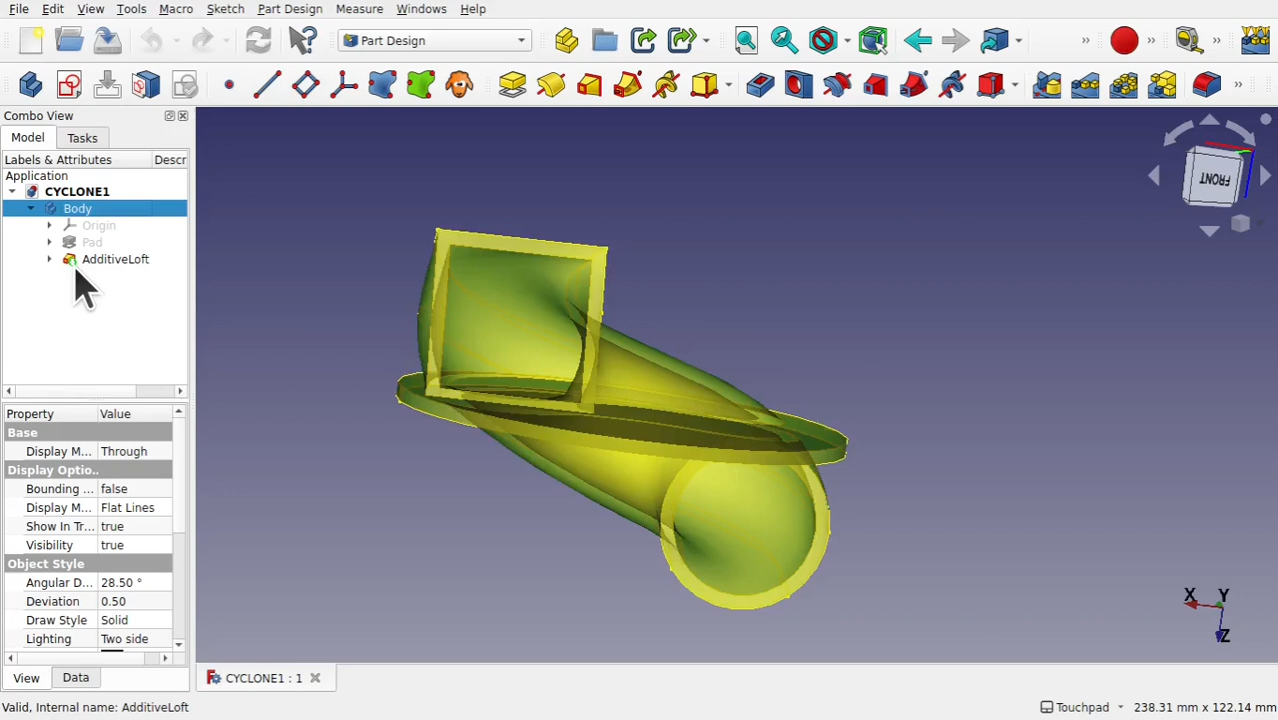 File Edit View Tools Macro Sketch Part Design Measure Windows Help
Part Design
Combo View
Model Tasks
Labels & Attributes Descr
Application
CYCLONE1
Body
Origin
Pad
AdditiveLoft
FRONT
Property Value
Base
Display M... Through
Display Optio..
Bounding ... false
Display M... Flat Lines
Show In Tr... true
Visibility true
Object Style
Angular D... 28.50 °
Deviation 0.50
Draw Style Solid
Lighting Two side
X Y
Z
View Data
CYCLONE1 : 1
Valid, Internal name: AdditiveLoft
Touchpad 238.31 mm x 122.14 mm